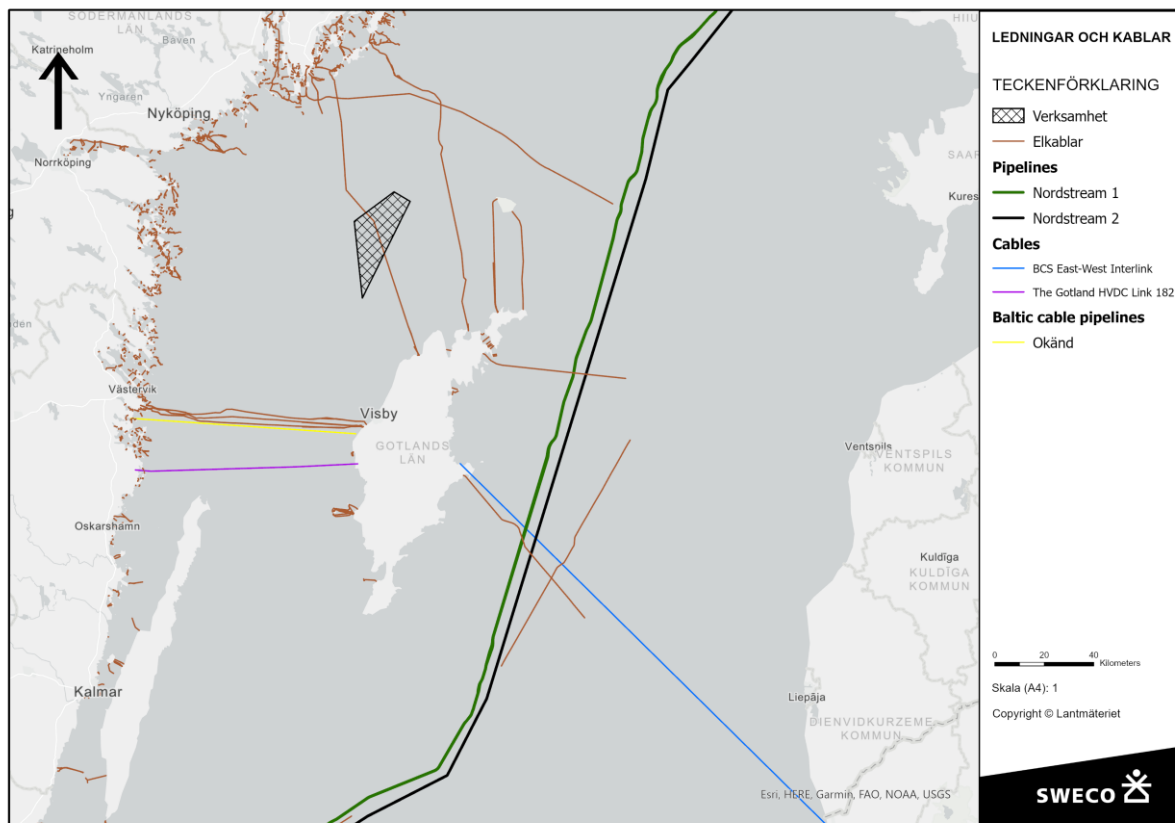 SÖDERMANLANDS
LÄN
Katrineholm
Båven
Yngaren
Nyköping
Norrköping
Västervik
Visby
GOTLANDS
LÄN
Oskarshamn
Kalmar
HIIU
SAAR
Kures
Ventspils
VENTSPILS
KOMMUN
Kuldīga
KULDĪGA
KOMMUN
Liepāja
DIENVIDKURZEME
KOMMUN
Esri, HERE, Garmin, FAO, NOAA, USGS
LEDNINGAR OCH KABLAR
TECKENFÖRKLARING
Verksamhet
Elkablar
Pipelines
Nordstream 1
Nordstream 2
Cables
BCS East-West Interlink
The Gotland HVDC Link 182
Baltic cable pipelines
Okänd
0 20 40
Kilometers
Skala (A4): 1
Copyright © Lantmäteriet
SWECO